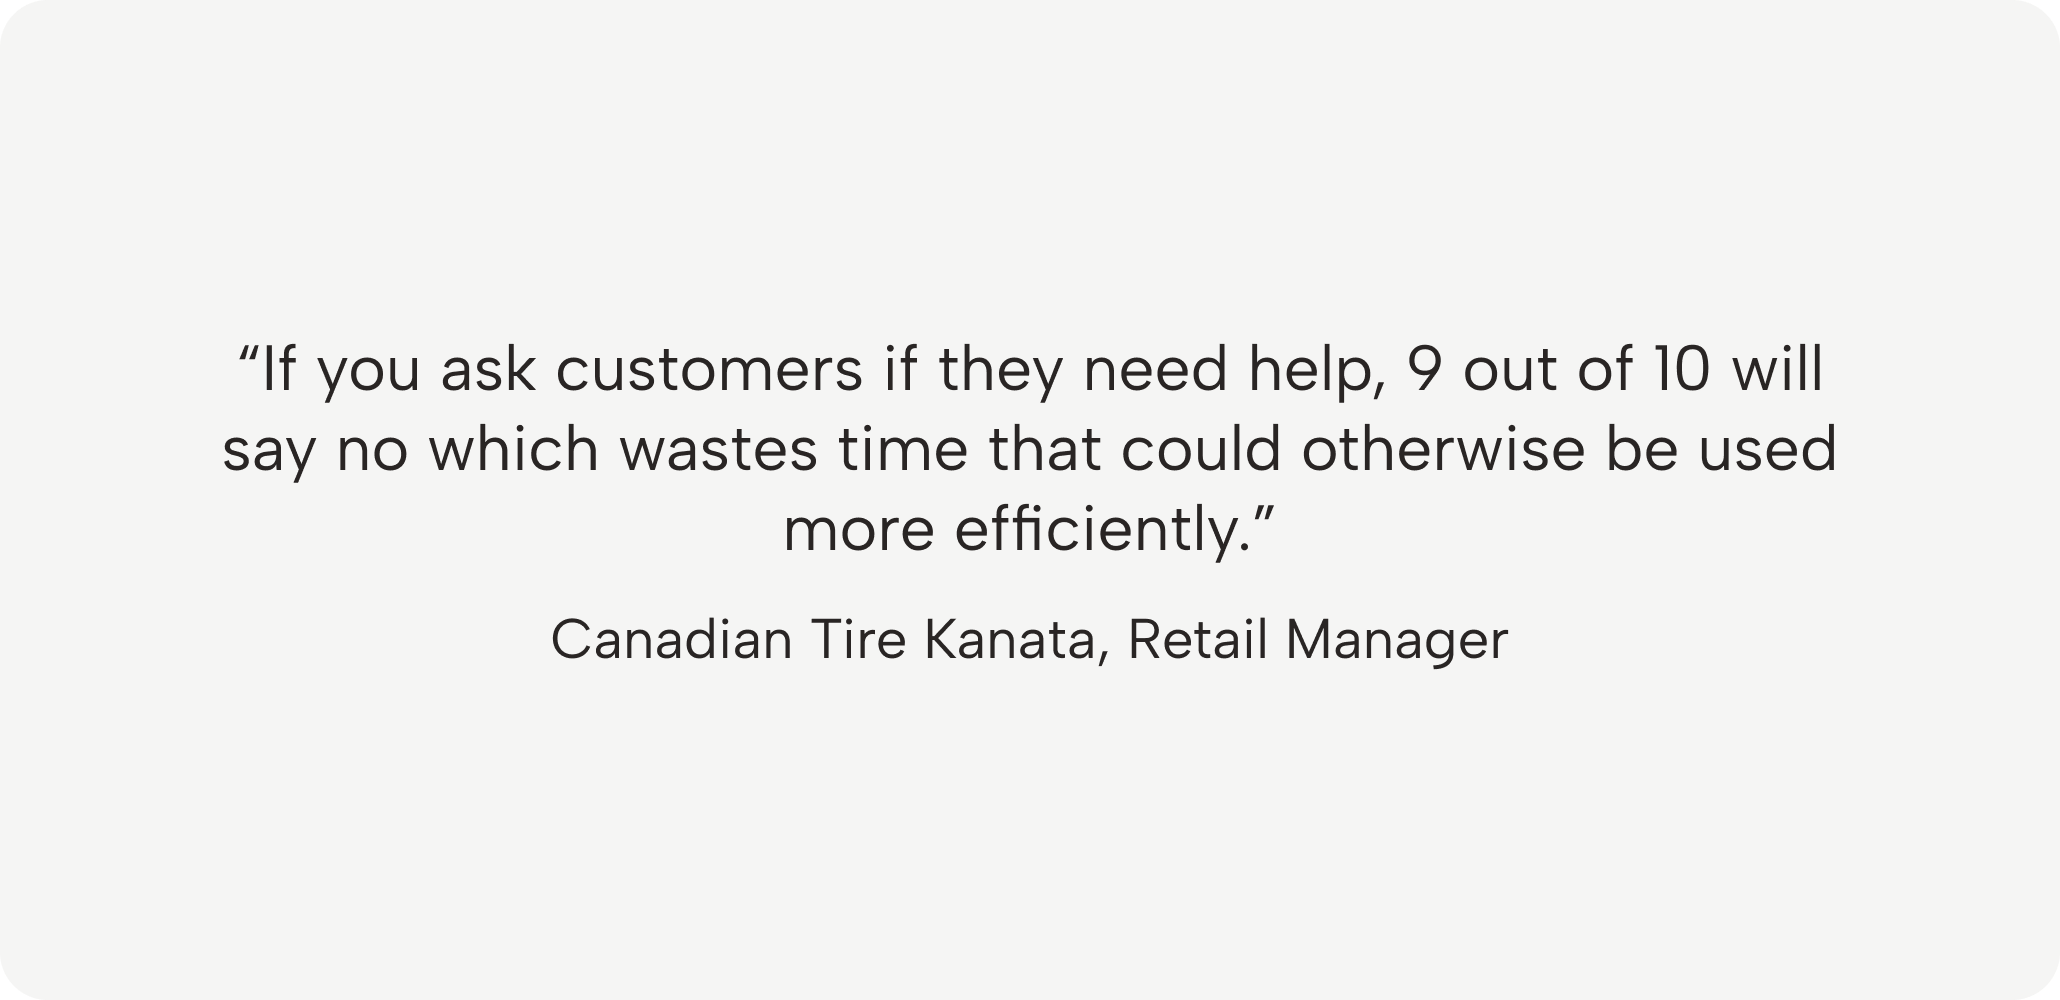 “If you ask customers if they need help, 9 out of 10 will
say no which wastes time that could otherwise be used
more efficiently.”
Canadian Tire Kanata, Retail Manager